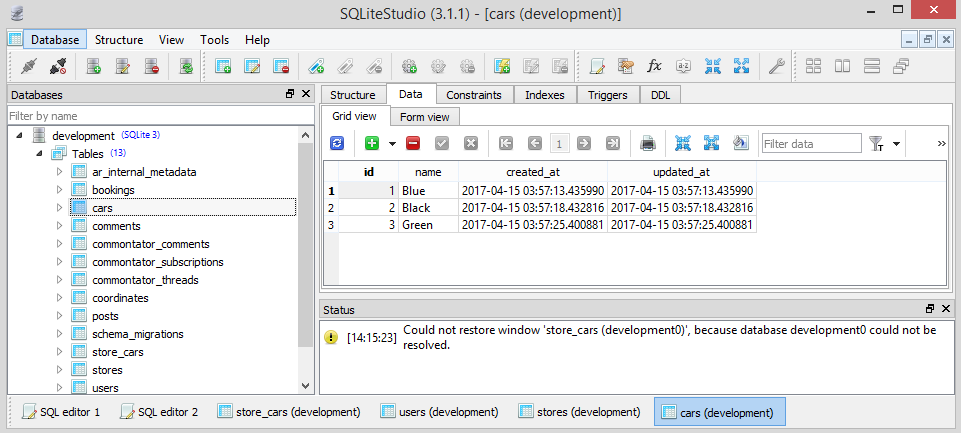 SQLiteStudio (3.1.1) - [cars (development)]
Database Structure View Tools Help
Databases
Filter by name
development (SQLite 3)
Tables (13)
ar_internal_metadata
bookings
cars
comments
commontator_comments
commontator_subscriptions
commontator_threads
coordinates
posts
schema_migrations
store_cars
stores
users
Structure Data Constraints Indexes Triggers DDL
Grid view Form view
1 Filter data T »
id name created_at updated_at
1 1 Blue 2017-04-15 03:57:13.435990 2017-04-15 03:57:13.435990
2 2 Black 2017-04-15 03:57:18.432816 2017-04-15 03:57:18.432816
3 3 Green 2017-04-15 03:57:25.400881 2017-04-15 03:57:25.400881
Status
[14:15:23] Could not restore window 'store_cars (development0)', because database development0 could not be
resolved.
SQL editor 1 SQL editor 2 store_cars (development) users (development) stores (development) cars (development)